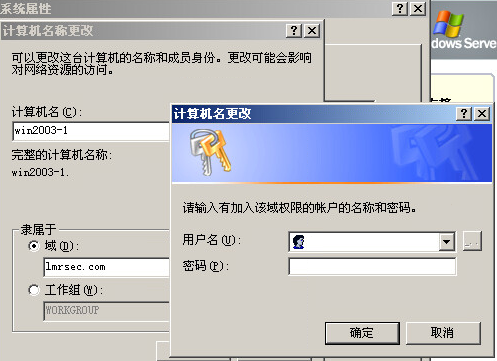 系统属性
计算机名称更改
可以更改这台计算机的名称和成员身份。更改可能会影响
对网络资源的访问。
计算机名(C):
win2003-1
完整的计算机名称:
win2003-1.
隶属于
域(D):
lmrsec.com
工作组(W):
WORKGROUP
dows Serve
计算机名更改
请输入有加入该域权限的帐户的名称和密码。
用户名(U):
...
密码(P):
确定
取消